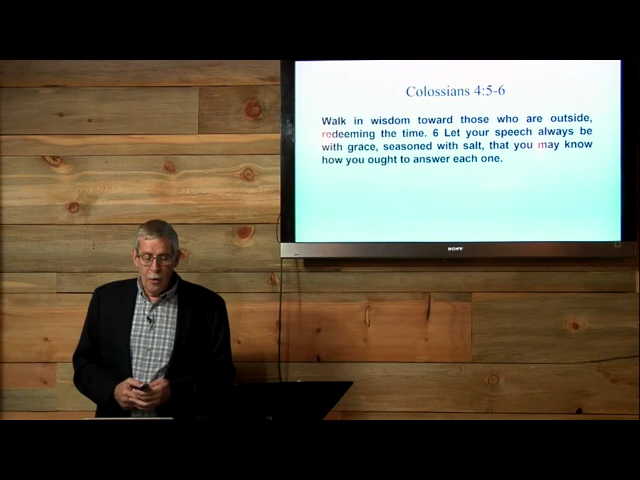 Colossians 4:5-6
Walk in wisdom toward those who are outside,
redeeming the time. 6 Let your speech always be
with grace, seasoned with salt, that you may know
how you ought to answer each one.
SONY